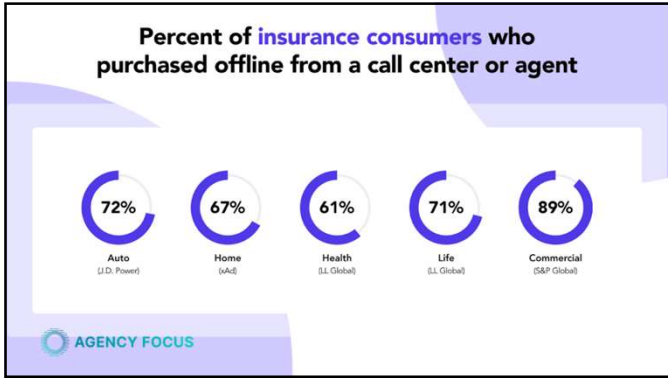 Percent of insurance consumers who
purchased offline from a call center or agent
72%
Auto
(J.D. Power)
67%
Home
(xAd)
61%
Health
(LL Global)
71%
Life
(LL Global)
89%
Commercial
(S&P Global)
AGENCY FOCUS